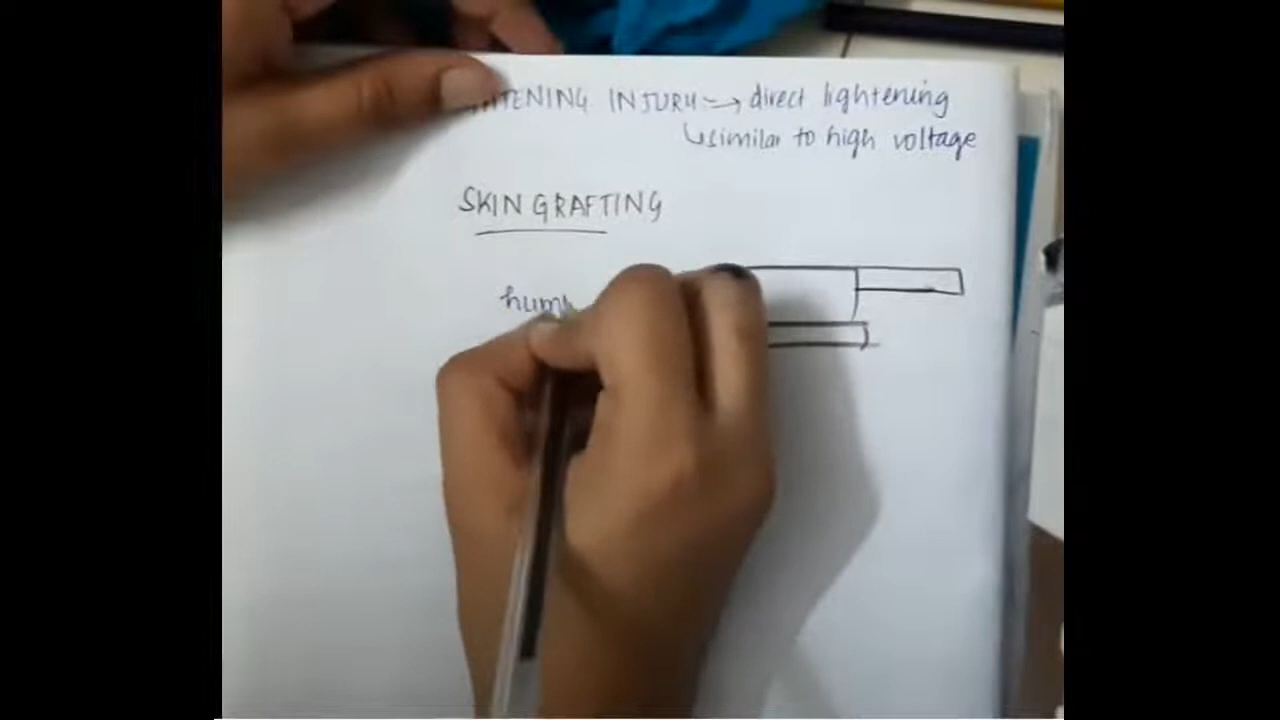 INJURY → direct lightening
↳similar to high voltage
SKIN GRAFTING